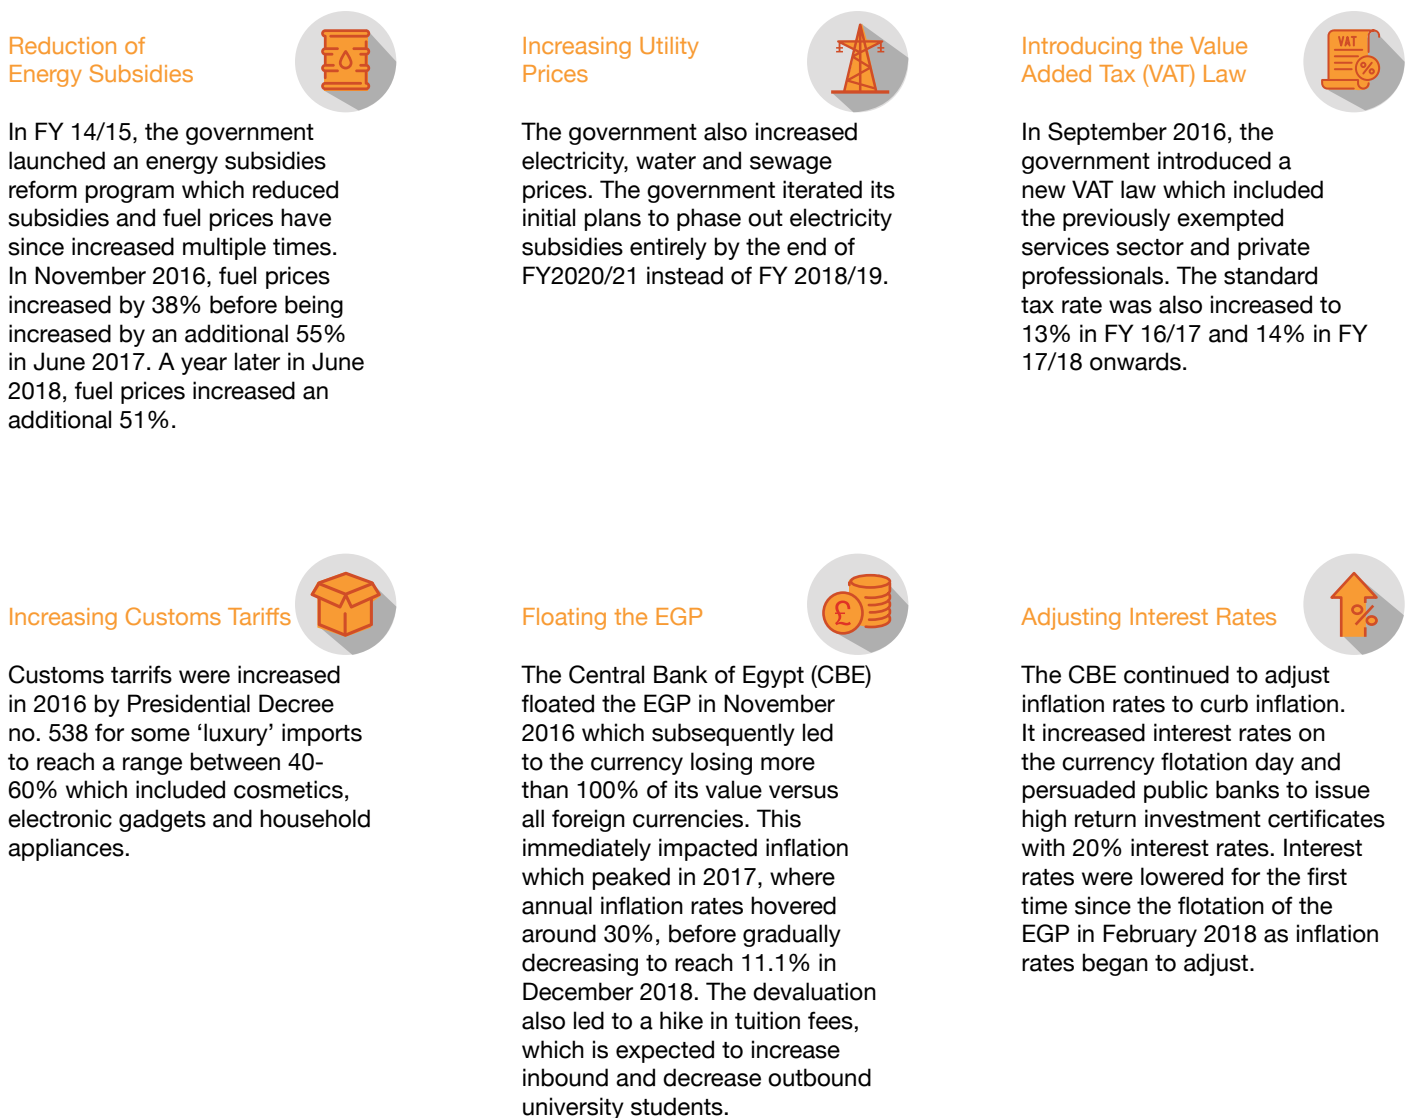 Reduction of
Energy Subsidies
In FY 14/15, the government
launched an energy subsidies
reform program which reduced
subsidies and fuel prices have
since increased multiple times.
In November 2016, fuel prices
increased by 38% before being
increased by an additional 55%
in June 2017. A year later in June
2018, fuel prices increased an
additional 51%.
Increasing Utility
Prices
The government also increased
electricity, water and sewage
prices. The government iterated its
initial plans to phase out electricity
subsidies entirely by the end of
FY2020/21 instead of FY 2018/19.
Introducing the Value
Added Tax (VAT) Law
VAT
%
In September 2016, the
government introduced a
new VAT law which included
the previously exempted
services sector and private
professionals. The standard
tax rate was also increased to
13% in FY 16/17 and 14% in FY
17/18 onwards.
Increasing Customs Tariffs
Customs tarrifs were increased
in 2016 by Presidential Decree
no. 538 for some ‘luxury’ imports
to reach a range between 40-
60% which included cosmetics,
electronic gadgets and household
appliances.
Floating the EGP
£
The Central Bank of Egypt (CBE)
floated the EGP in November
2016 which subsequently led
to the currency losing more
than 100% of its value versus
all foreign currencies. This
immediately impacted inflation
which peaked in 2017, where
annual inflation rates hovered
around 30%, before gradually
decreasing to reach 11.1% in
December 2018. The devaluation
also led to a hike in tuition fees,
which is expected to increase
inbound and decrease outbound
university students.
Adjusting Interest Rates
%
The CBE continued to adjust
inflation rates to curb inflation.
It increased interest rates on
the currency flotation day and
persuaded public banks to issue
high return investment certificates
with 20% interest rates. Interest
rates were lowered for the first
time since the flotation of the
EGP in February 2018 as inflation
rates began to adjust.